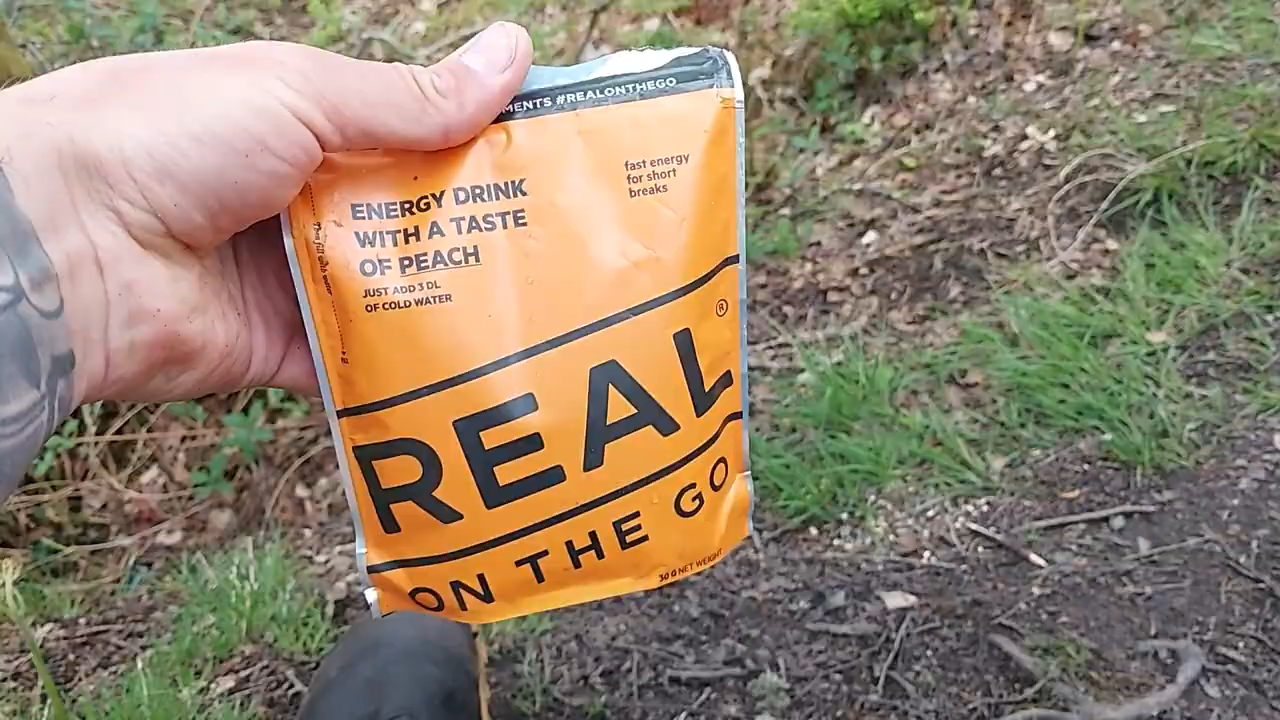 MENTS #REALONTHEGO
fast energy
for short
breaks
ENERGY DRINK
WITH A TASTE
OF PEACH
JUST ADD 3 DL
OF COLD WATER
REAL®
ON THE GO
30 G NET WEIGHT